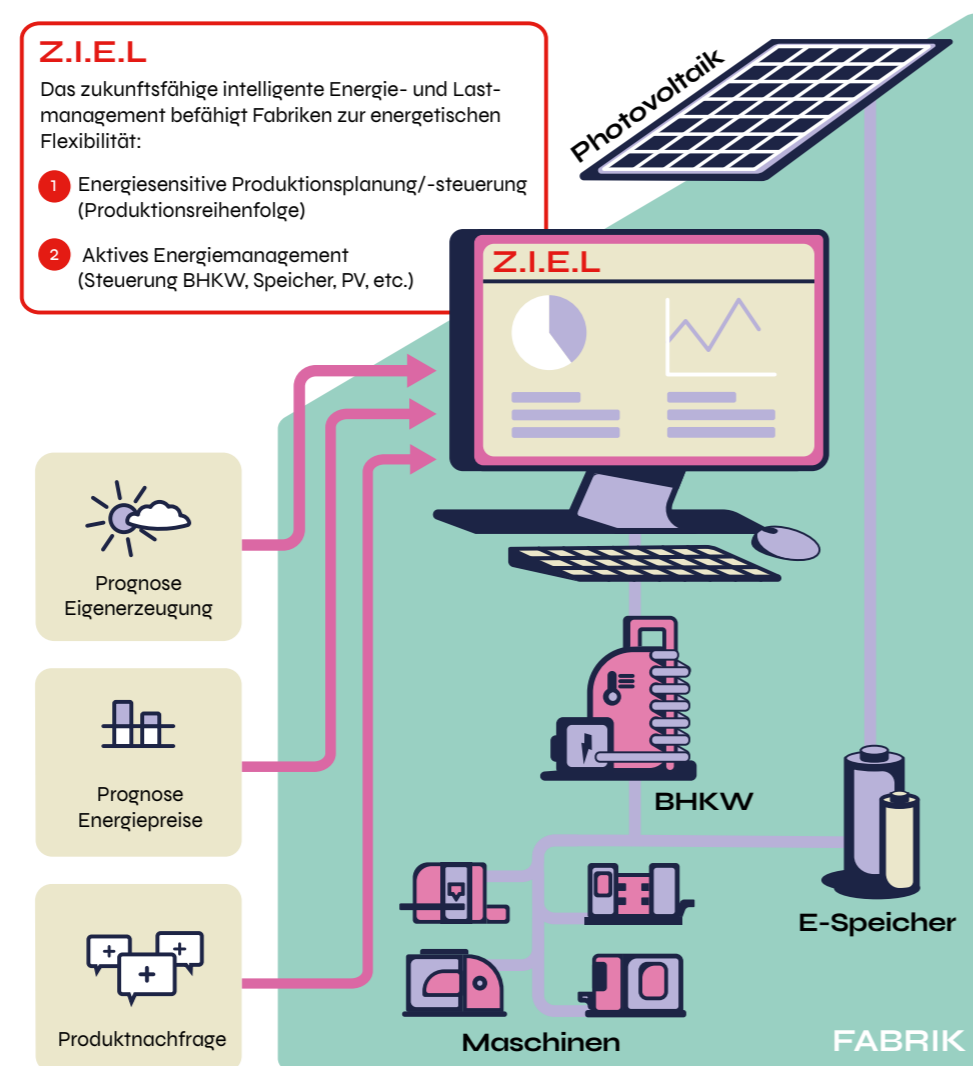 Z.I.E.L
Das zukunftsfähige intelligente Energie- und Last-
management befähigt Fabriken zur energetischen
Flexibilität:
1 Energiesensitive Produktionsplanung/-steuerung
(Produktionsreihenfolge)
2 Aktives Energiemanagement
(Steuerung BHKW, Speicher, PV, etc.)
Photovoltaik
Z.I.E.L
Prognose
Eigenerzeugung
Prognose
Energiepreise
Produktnachfrage
BHKW
E-Speicher
Maschinen
FABRIK